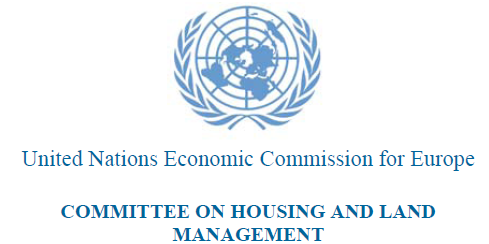 United Nations Economic Commission for Europe
COMMITTEE ON HOUSING AND LAND
MANAGEMENT